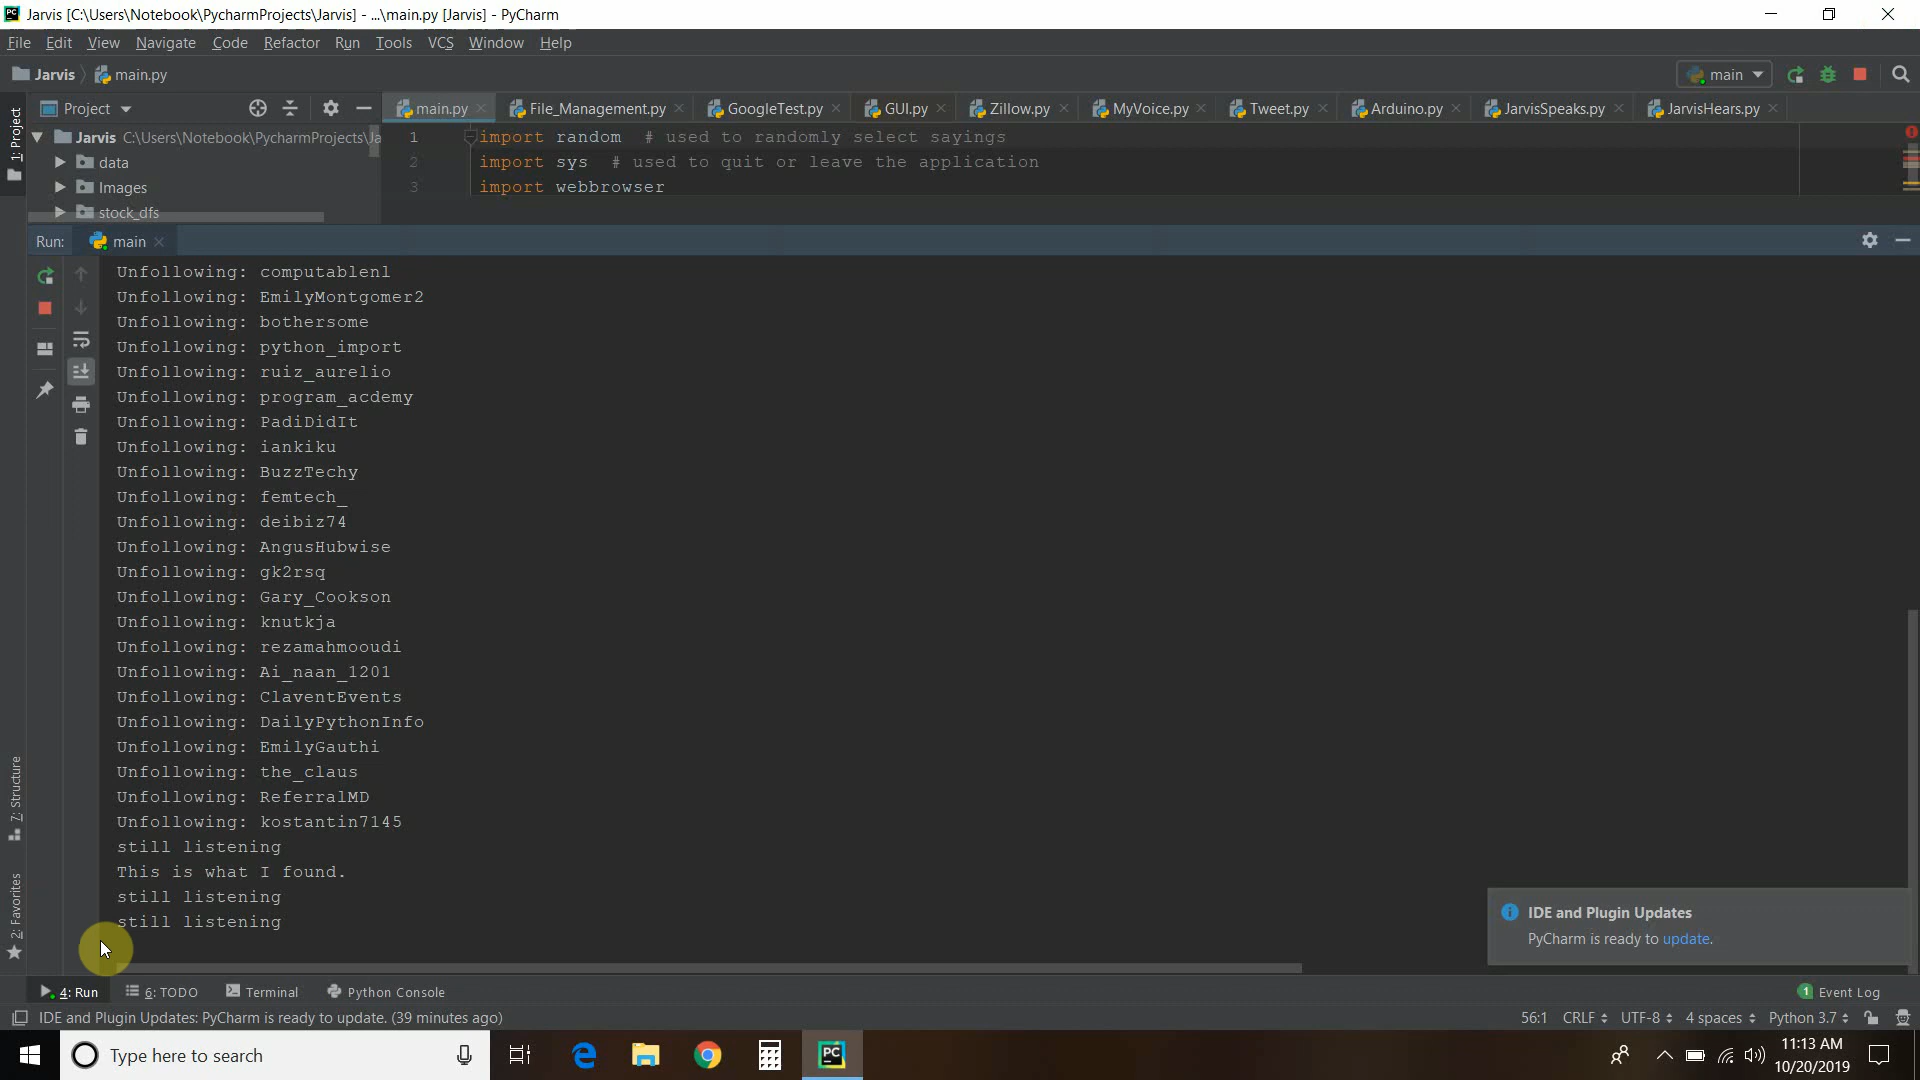 PC Jarvis [C:\Users\Notebook\PycharmProjects\Jarvis] - ...\main.py [Jarvis] - PyCharm
File Edit View Navigate Code Refactor Run Tools VCS Window Help
Jarvis main.py main
1: Project
Project main.py File_Management.py GoogleTest.py GUI.py Zillow.py MyVoice.py Tweet.py Arduino.py JarvisSpeaks.py JarvisHears.py
Jarvis C:\Users\Notebook\PycharmProjects\Ja
data
Images
stock_dfs
1 import random # used to randomly select sayings
2 import sys # used to quit or leave the application
3 import webbrowser
Run: main
Unfollowing: computablenl
Unfollowing: EmilyMontgomer2
Unfollowing: bothersome
Unfollowing: python_import
Unfollowing: ruiz_aurelio
Unfollowing: program_acdemy
Unfollowing: PadiDidIt
Unfollowing: iankiku
Unfollowing: BuzzTechy
Unfollowing: femtech_
Unfollowing: deibiz74
Unfollowing: AngusHubwise
Unfollowing: gk2rsq
Unfollowing: Gary_Cookson
Unfollowing: knutkja
Unfollowing: rezamahmooudi
Unfollowing: Ai_naan_1201
Unfollowing: ClaventEvents
Unfollowing: DailyPythonInfo
Unfollowing: EmilyGauthi
Unfollowing: the_claus
Unfollowing: ReferralMD
Unfollowing: kostantin7145
still listening
This is what I found.
still listening
still listening
7: Structure
2: Favorites
IDE and Plugin Updates
PyCharm is ready to update.
4: Run 6: TODO Terminal Python Console 1 Event Log
IDE and Plugin Updates: PyCharm is ready to update. (39 minutes ago) 56:1 CRLF UTF-8 4 spaces Python 3.7
Type here to search PC
11:13 AM
10/20/2019